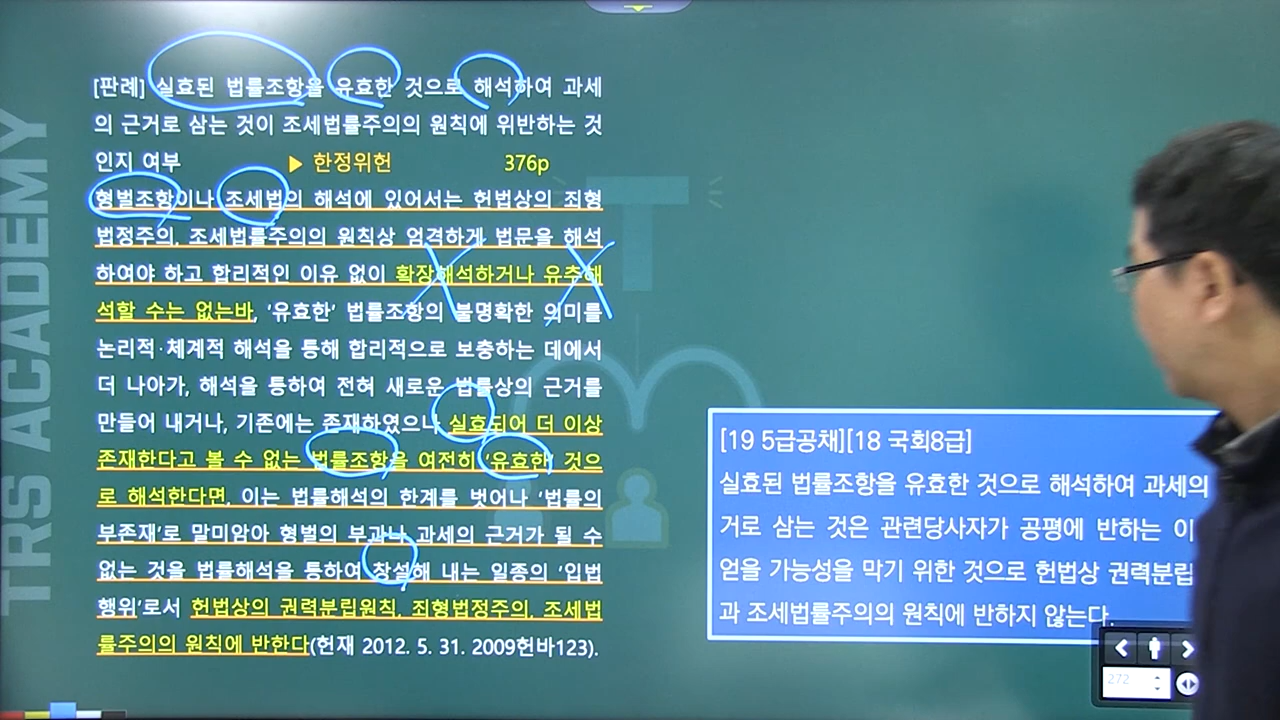 [판례] 실효된 법률조항을 유효한 것으로 해석하여 과세
의 근거로 삼는 것이 조세법률주의의 원칙에 위반하는 것
인지 여부 ▶ 한정위헌 376p
형벌조항이나 조세법의 해석에 있어서는 헌법상의 죄형
법정주의, 조세법률주의의 원칙상 엄격하게 법문을 해석
하여야 하고 합리적인 이유 없이 확장해석하거나 유추해
석할 수는 없는바, '유효한' 법률조항의 불명확한 의미를
논리적·체계적 해석을 통해 합리적으로 보충하는 데에서
더 나아가, 해석을 통하여 전혀 새로운 법률상의 근거를
만들어 내거나, 기존에는 존재하였으나 실효되어 더 이상
존재한다고 볼 수 없는 법률조항을 여전히 '유효한' 것으
로 해석한다면, 이는 법률해석의 한계를 벗어나 '법률의
부존재'로 말미암아 형벌의 부과나 과세의 근거가 될 수
없는 것을 법률해석을 통하여 창설해 내는 일종의 '입법
행위'로서 헌법상의 권력분립원칙, 죄형법정주의, 조세법
률주의의 원칙에 반한다(헌재 2012. 5. 31. 2009헌바123).
[19 5급공채][18 국회8급]
실효된 법률조항을 유효한 것으로 해석하여 과세의
거로 삼는 것은 관련당사자가 공평에 반하는 이
얻을 가능성을 막기 위한 것으로 헌법상 권력분립
과 조세법률주의의 원칙에 반하지 않는다.
TRS ACADEMY
272